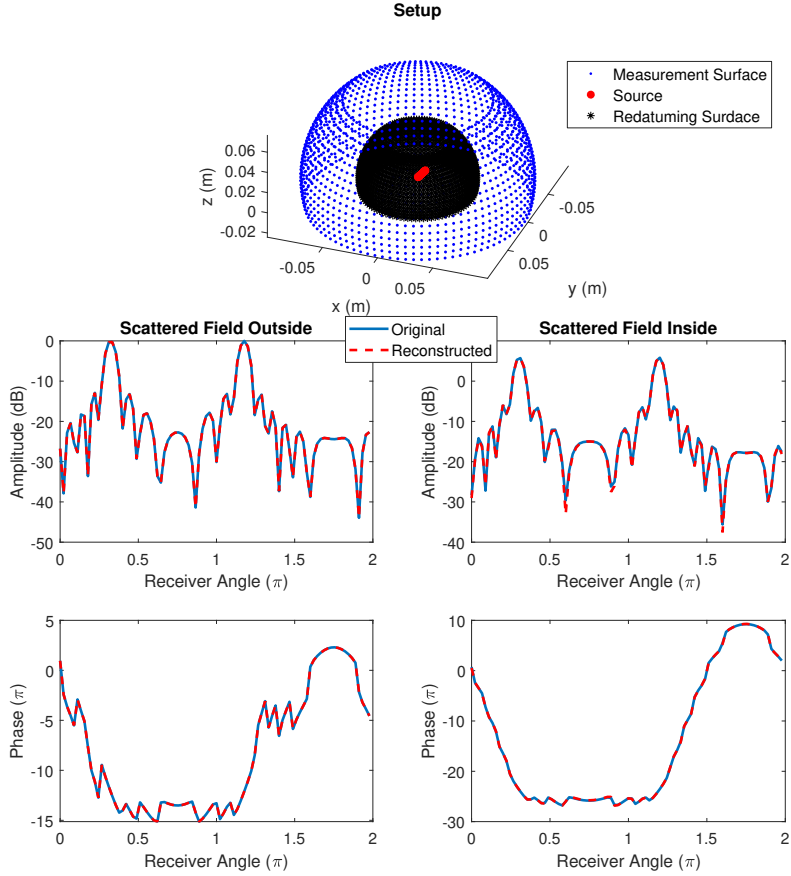 Setup
Measurement Surface
Source
Redatuming Surdace
0.06
0.04
0.02
0
-0.02
z (m)
-0.05
0
0.05
x (m)
-0.05
0
0.05
y (m)
Scattered Field Outside
Original
Reconstructed
Scattered Field Inside
0
-10
-20
-30
-40
-50
Amplitude (dB)
0 0.5 1 1.5 2
Receiver Angle (π)
0
-10
-20
-30
-40
Amplitude (dB)
0 0.5 1 1.5 2
Receiver Angle (π)
5
0
-5
-10
-15
Phase (π)
0 0.5 1 1.5 2
Receiver Angle (π)
10
0
-10
-20
-30
Phase (π)
0 0.5 1 1.5 2
Receiver Angle (π)